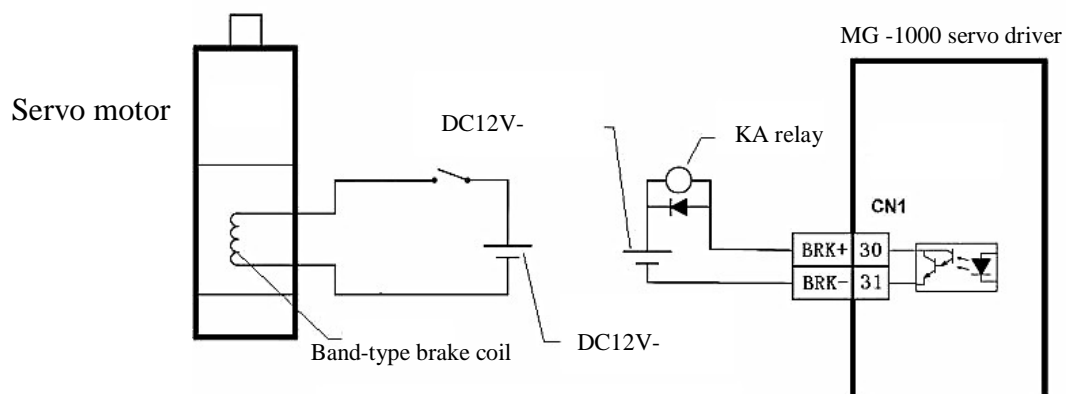 MG -1000 servo driver
Servo motor
DC12V-
KA relay
CN1
BRK+ 30
BRK- 31
Band-type brake coil
DC12V-